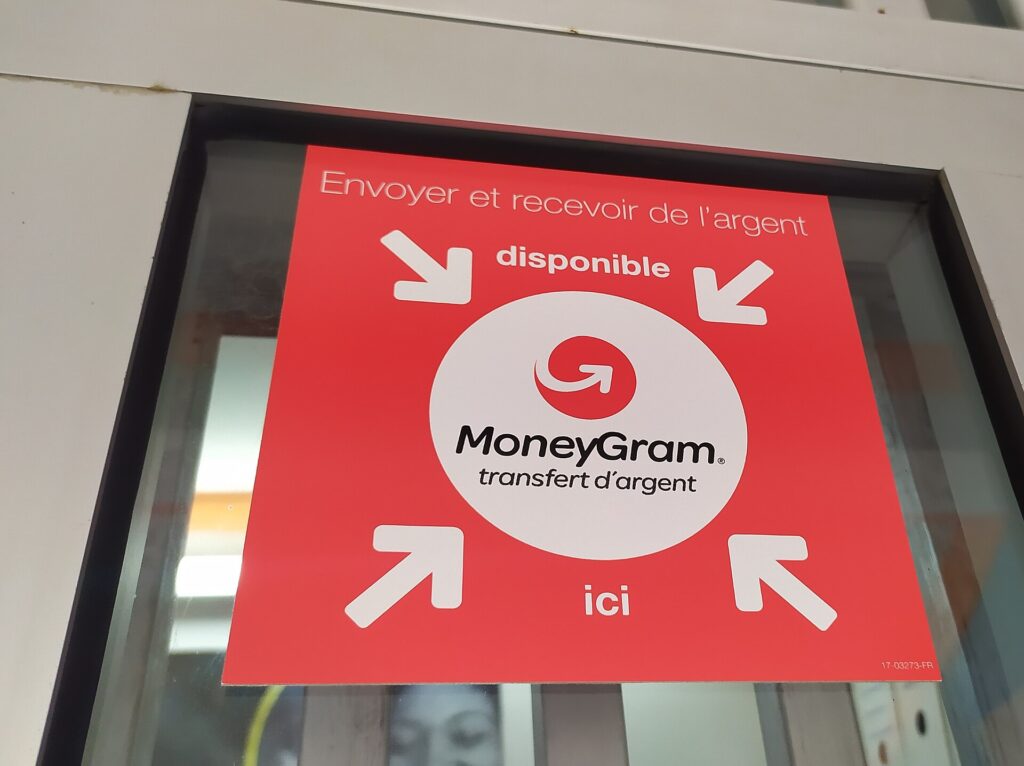 Envoyer et recevoir de l'argent
disponible
MoneyGram®
transfert d'argent
ici
17-03273-FR